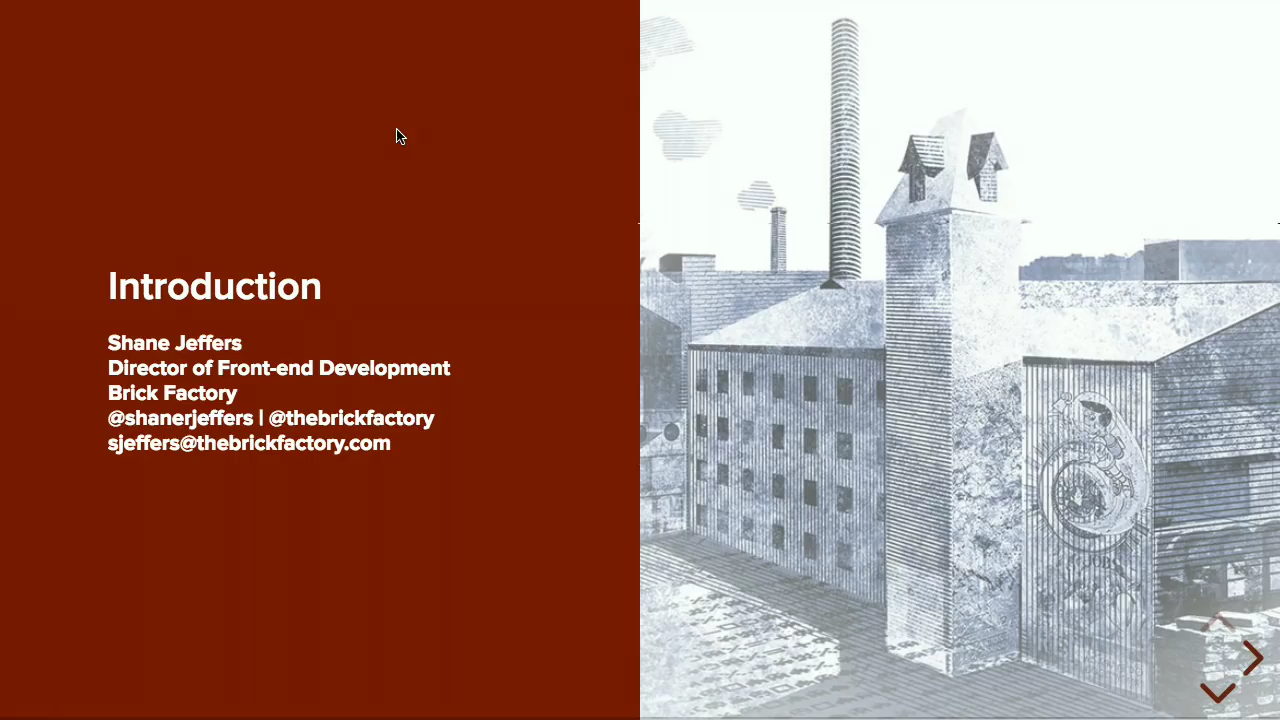 Introduction
Shane Jeffers
Director of Front-end Development
Brick Factory
@shanerjeffers | @thebrickfactory
sjeffers@thebrickfactory.com